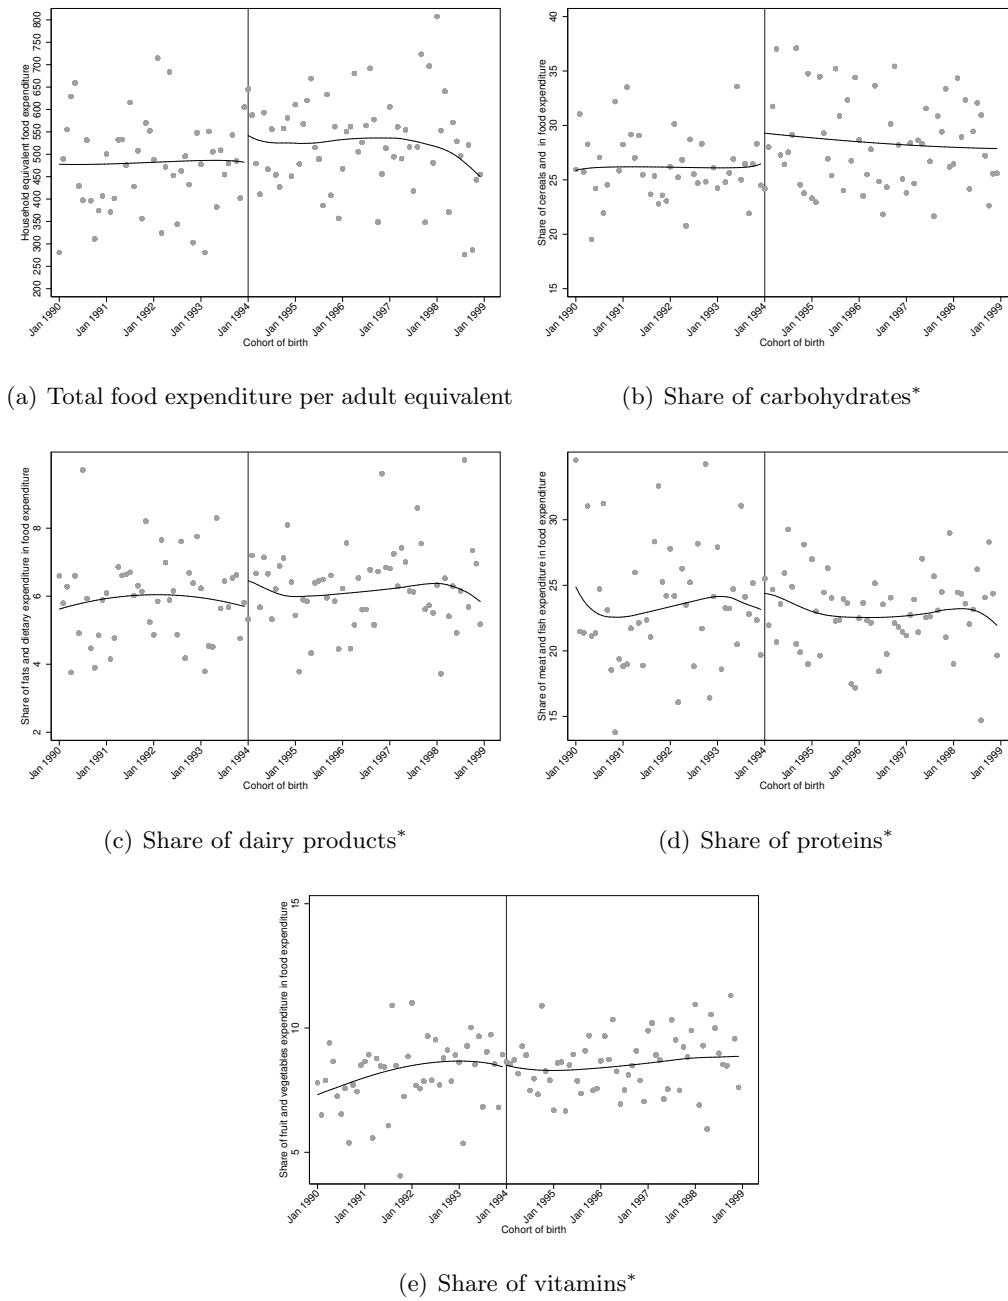 Household equivalent food expenditure
800
750
700
650
600
550
500
450
400
350
300
250
200
Jan 1990
Jan 1991
Jan 1992
Jan 1993
Jan 1994
Jan 1995
Jan 1996
Jan 1997
Jan 1998
Jan 1999
Cohort of birth
(a) Total food expenditure per adult equivalent
Share of cereals and in food expenditure
40
35
30
25
20
15
Jan 1990
Jan 1991
Jan 1992
Jan 1993
Jan 1994
Jan 1995
Jan 1996
Jan 1997
Jan 1998
Jan 1999
Cohort of birth
(b) Share of carbohydrates*
Share of fats and dietary expenditure in food expenditure
8
6
4
2
Jan 1990
Jan 1991
Jan 1992
Jan 1993
Jan 1994
Jan 1995
Jan 1996
Jan 1997
Jan 1998
Jan 1999
Cohort of birth
(c) Share of dairy products*
Share of meat and fish expenditure in food expenditure
30
25
20
15
Jan 1990
Jan 1991
Jan 1992
Jan 1993
Jan 1994
Jan 1995
Jan 1996
Jan 1997
Jan 1998
Jan 1999
Cohort of birth
(d) Share of proteins*
Share of fruit and vegetables expenditure in food expenditure
15
10
5
Jan 1990
Jan 1991
Jan 1992
Jan 1993
Jan 1994
Jan 1995
Jan 1996
Jan 1997
Jan 1998
Jan 1999
Cohort of birth
(e) Share of vitamins*